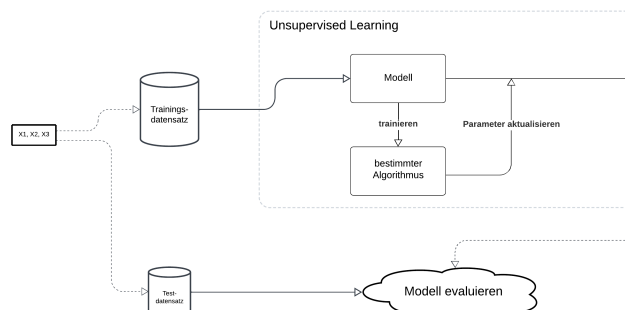 Unsupervised Learning
Modell
Trainings-
datensatz
trainieren
Parameter aktualisieren
X1, X2, X3
bestimmter
Algorithmus
Test-
datensatz
Modell evaluieren